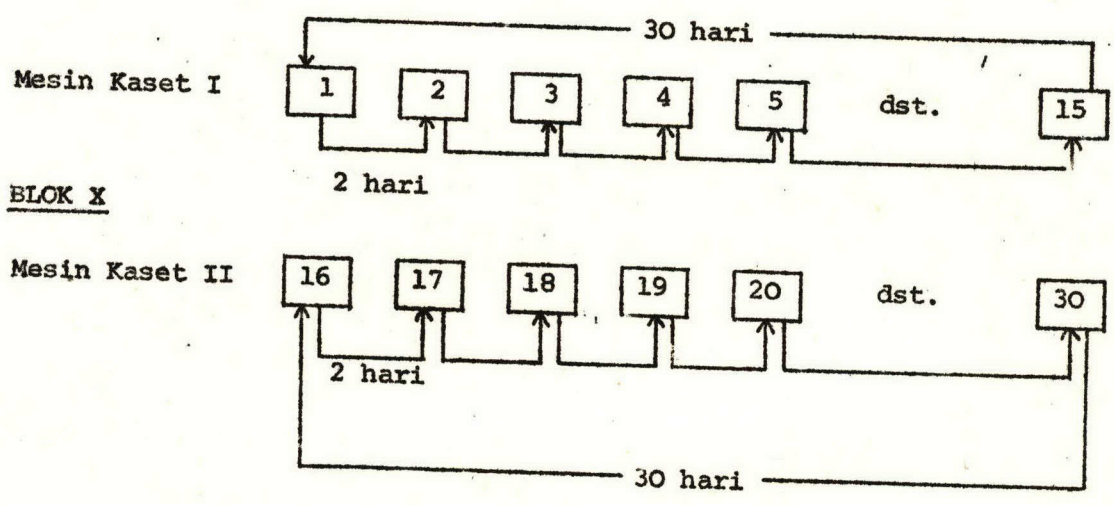 30 hari
Mesin Kaset I 1 2 3 4 5 dst. 15
2 hari
BLOK X
Mesin Kaset II 16 17 18 19 20 dst. 30
2 hari
30 hari